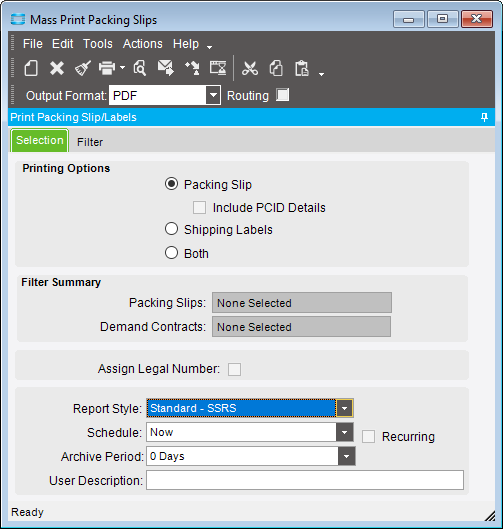 Mass Print Packing Slips
File Edit Tools Actions Help
Output Format: PDF Routing
Print Packing Slip/Labels
Selection Filter
Printing Options
Packing Slip
Include PCID Details
Shipping Labels
Both
Filter Summary
Packing Slips: None Selected
Demand Contracts: None Selected
Assign Legal Number:
Report Style: Standard - SSRS
Schedule: Now Recurring
Archive Period: 0 Days
User Description:
Ready